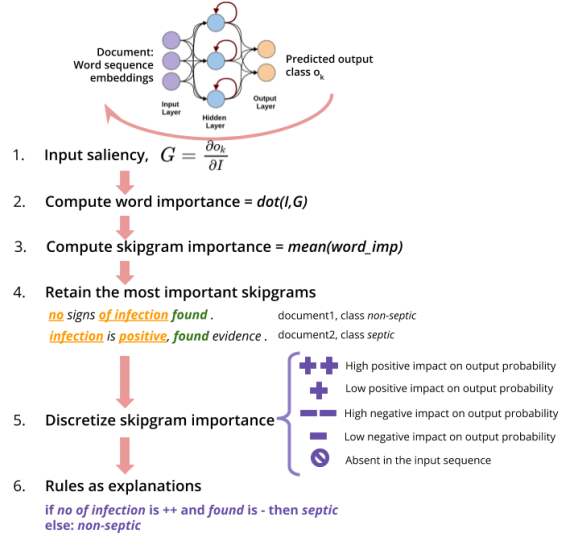 Document:
Word sequence
embeddings
Predicted output
class o_k
Input
Layer
Hidden
Layer
Output
Layer
1. Input saliency, G = ∂o_k / ∂I
2. Compute word importance = dot(I,G)
3. Compute skipgram importance = mean(word_imp)
4. Retain the most important skipgrams
no signs of infection found . document1, class non-septic
infection is positive, found evidence . document2, class septic
++ High positive impact on output probability
+ Low positive impact on output probability
5. Discretize skipgram importance
-- High negative impact on output probability
- Low negative impact on output probability
Absent in the input sequence
6. Rules as explanations
if no of infection is ++ and found is - then septic
else: non-septic